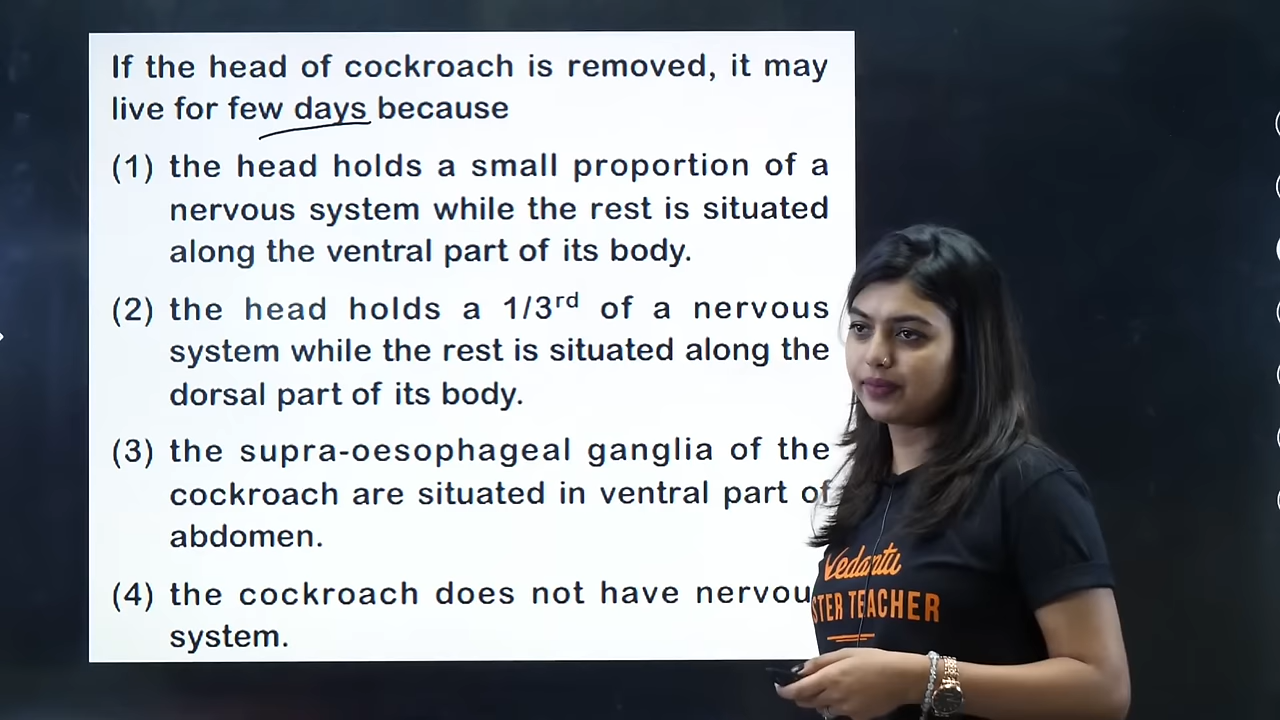 If the head of cockroach is removed, it may
live for few days because
(1) the head holds a small proportion of a
nervous system while the rest is situated
along the ventral part of its body.
(2) the head holds a 1/3rd of a nervous
system while the rest is situated along the
dorsal part of its body.
(3) the supra-oesophageal ganglia of the
cockroach are situated in ventral part of
abdomen.
(4) the cockroach does not have nervou
system.
Vedantu
STER TEACHER